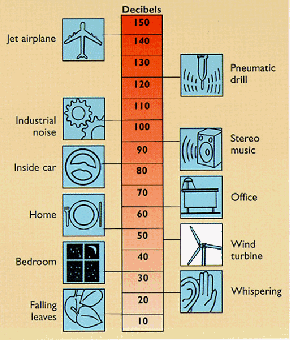 Decibels
150
Jet airplane
140
130
Pneumatic
drill
120
110
Industrial
noise
100
Stereo
music
90
Inside car
80
70
Office
Home
60
50
Wind
turbine
Bedroom
40
30
Whispering
20
Falling
leaves
10